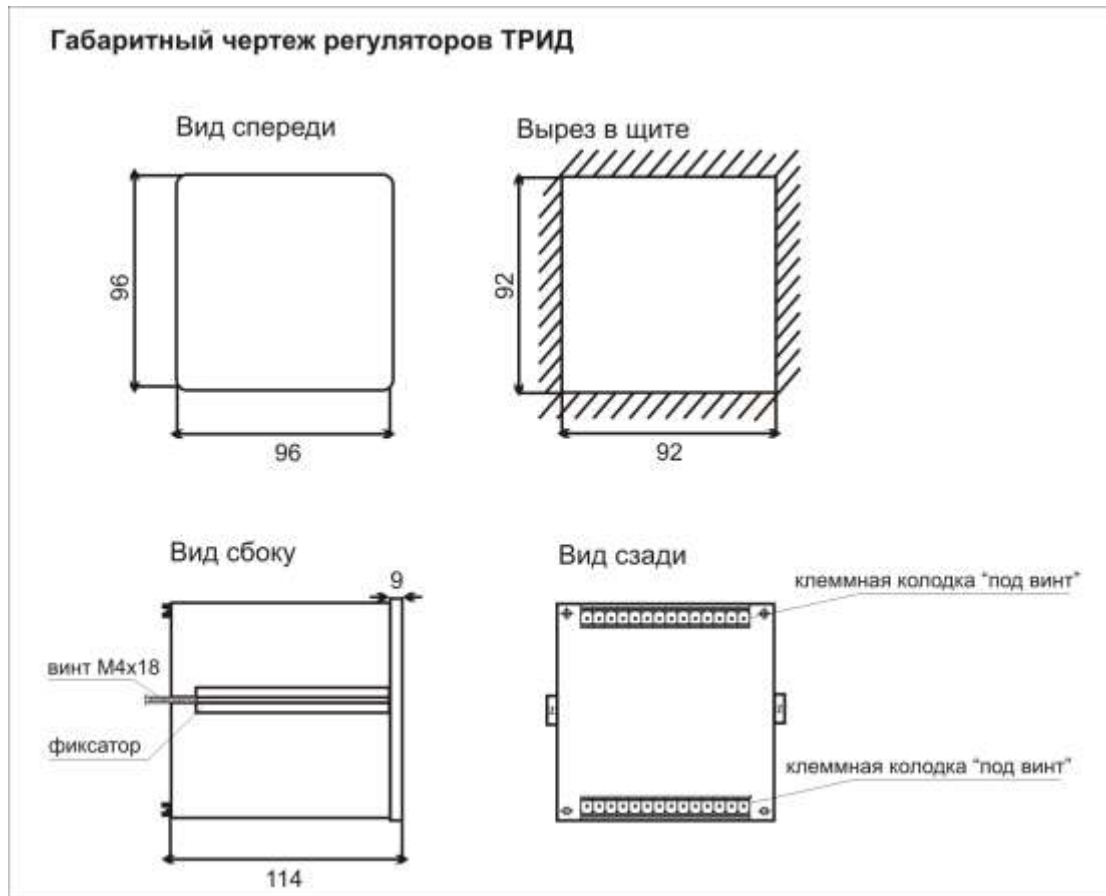 Габаритный чертеж регуляторов ТРИД
Вид спереди
Вырез в щите
96
92
96
92
Вид сбоку
Вид сзади
9
клеммная колодка "под винт"
винт М4х18
фиксатор
клеммная колодка "под винт"
114